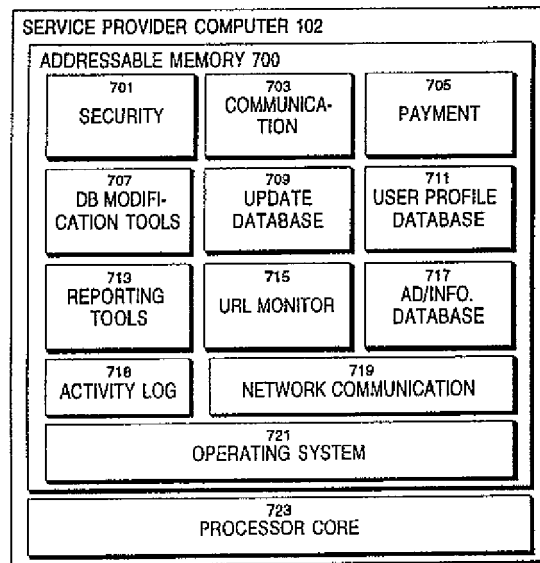 SERVICE PROVIDER COMPUTER 102
ADDRESSABLE MEMORY 700
701
SECURITY
703
COMMUNICA-
TION
705
PAYMENT
707
DB MODIFI-
CATION TOOLS
709
UPDATE
DATABASE
711
USER PROFILE
DATABASE
713
REPORTING
TOOLS
715
URL MONITOR
717
AD/INFO.
DATABASE
718
ACTIVITY LOG
719
NETWORK COMMUNICATION
721
OPERATING SYSTEM
723
PROCESSOR CORE